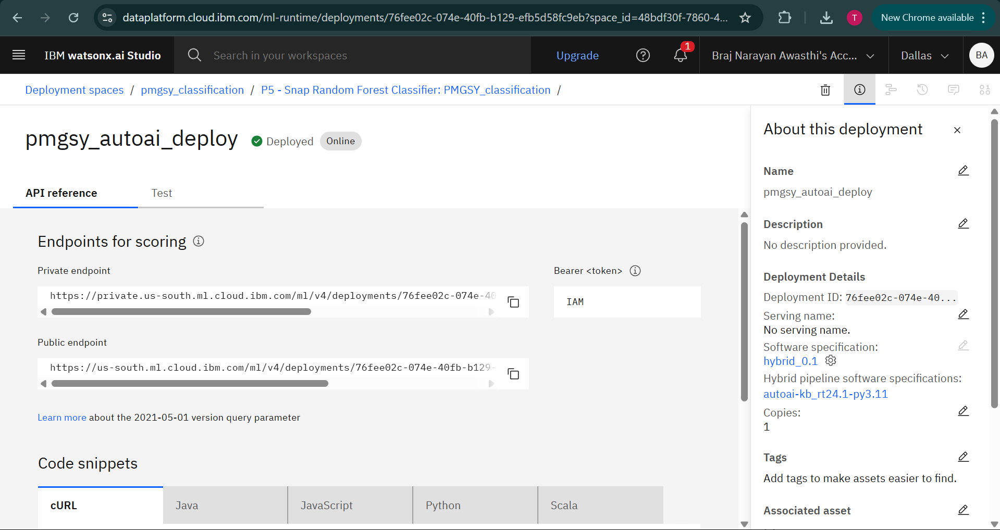 dataplatform.cloud.ibm.com/ml-runtime/deployments/76fee02c-074e-40fb-b129-efb5d58fc9eb?space_id=48bdf30f-7860-4...
T
New Chrome available
IBM watsonx.ai Studio
Search in your workspaces
Upgrade
1
Braj Narayan Awasthi's Acc...
Dallas
BA
Deployment spaces / pmgsy_classification / P5 - Snap Random Forest Classifier: PMGSY_classification /
pmgsy_autoai_deploy
Deployed
Online
API reference
Test
Endpoints for scoring
Private endpoint
https://private.us-south.ml.cloud.ibm.com/ml/v4/deployments/76fee02c-074e-40
Bearer <token>
IAM
Public endpoint
https://us-south.ml.cloud.ibm.com/ml/v4/deployments/76fee02c-074e-40fb-b129-
Learn more about the 2021-05-01 version query parameter
Code snippets
cURL
Java
JavaScript
Python
Scala
About this deployment
Name
pmgsy_autoai_deploy
Description
No description provided.
Deployment Details
Deployment ID: 76fee02c-074e-40...
Serving name:
No serving name.
Software specification:
hybrid_0.1
Hybrid pipeline software specifications:
autoai-kb_rt24.1-py3.11
Copies:
1
Tags
Add tags to make assets easier to find.
Associated asset